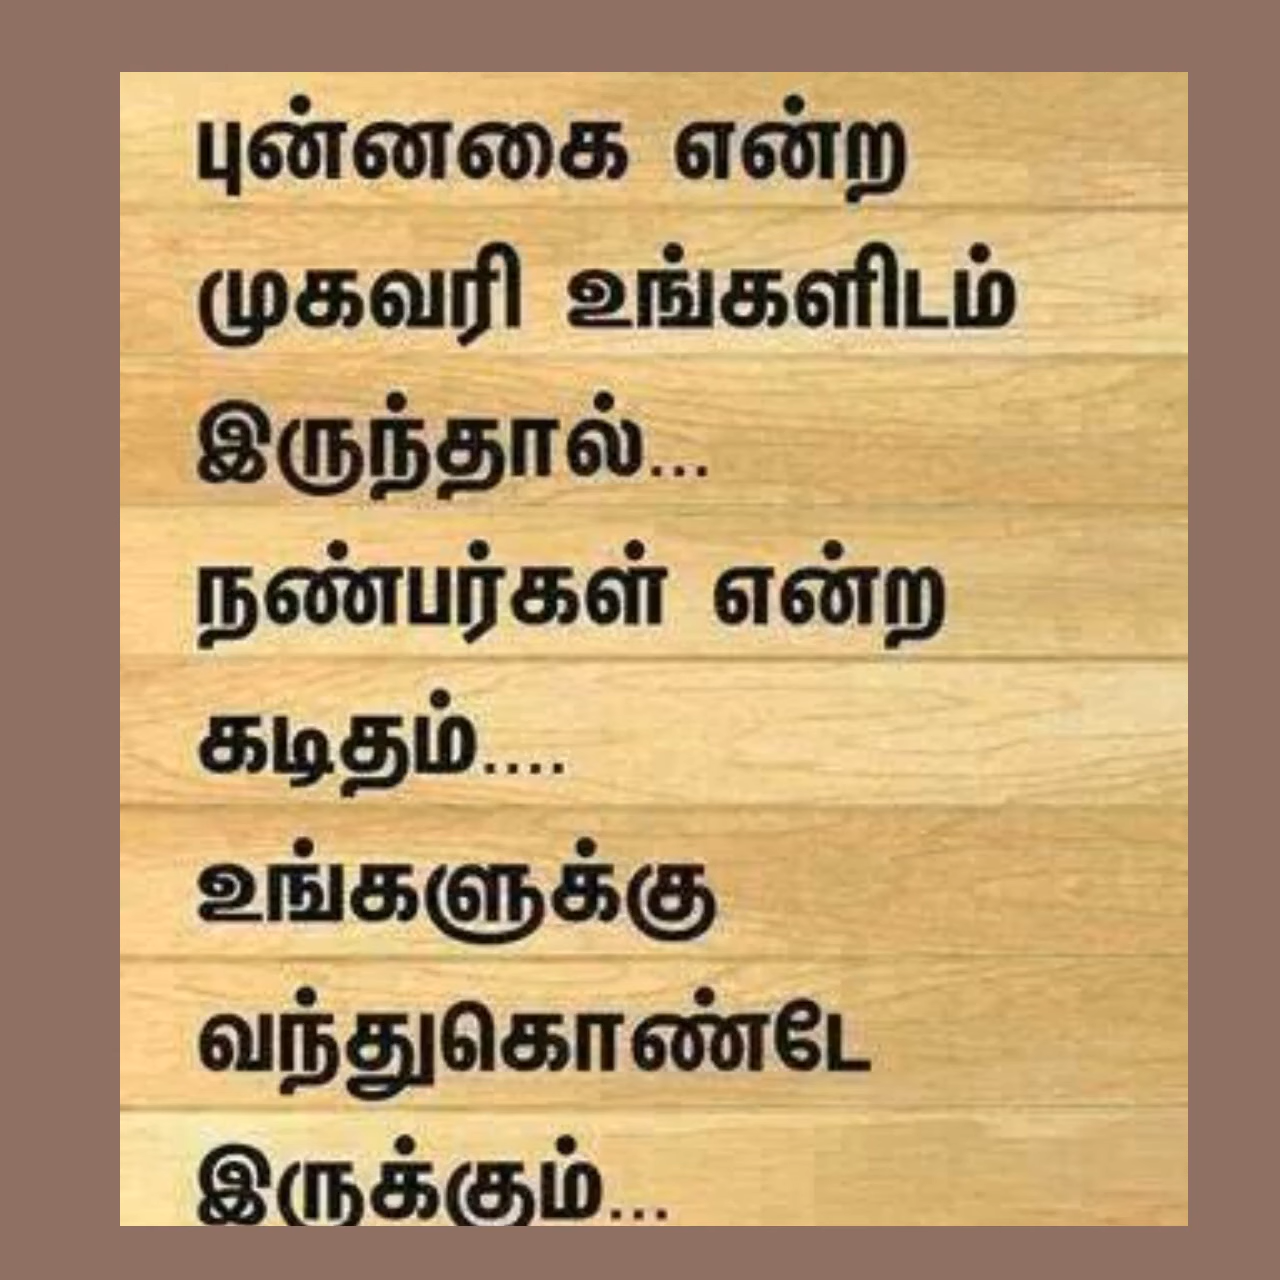 புன்னகை என்ற
முகவரி உங்களிடம்
இருந்தால்...
நண்பர்கள் என்ற
கடிதம்....
உங்களுக்கு
வந்துகொண்டே
இருக்கும்...